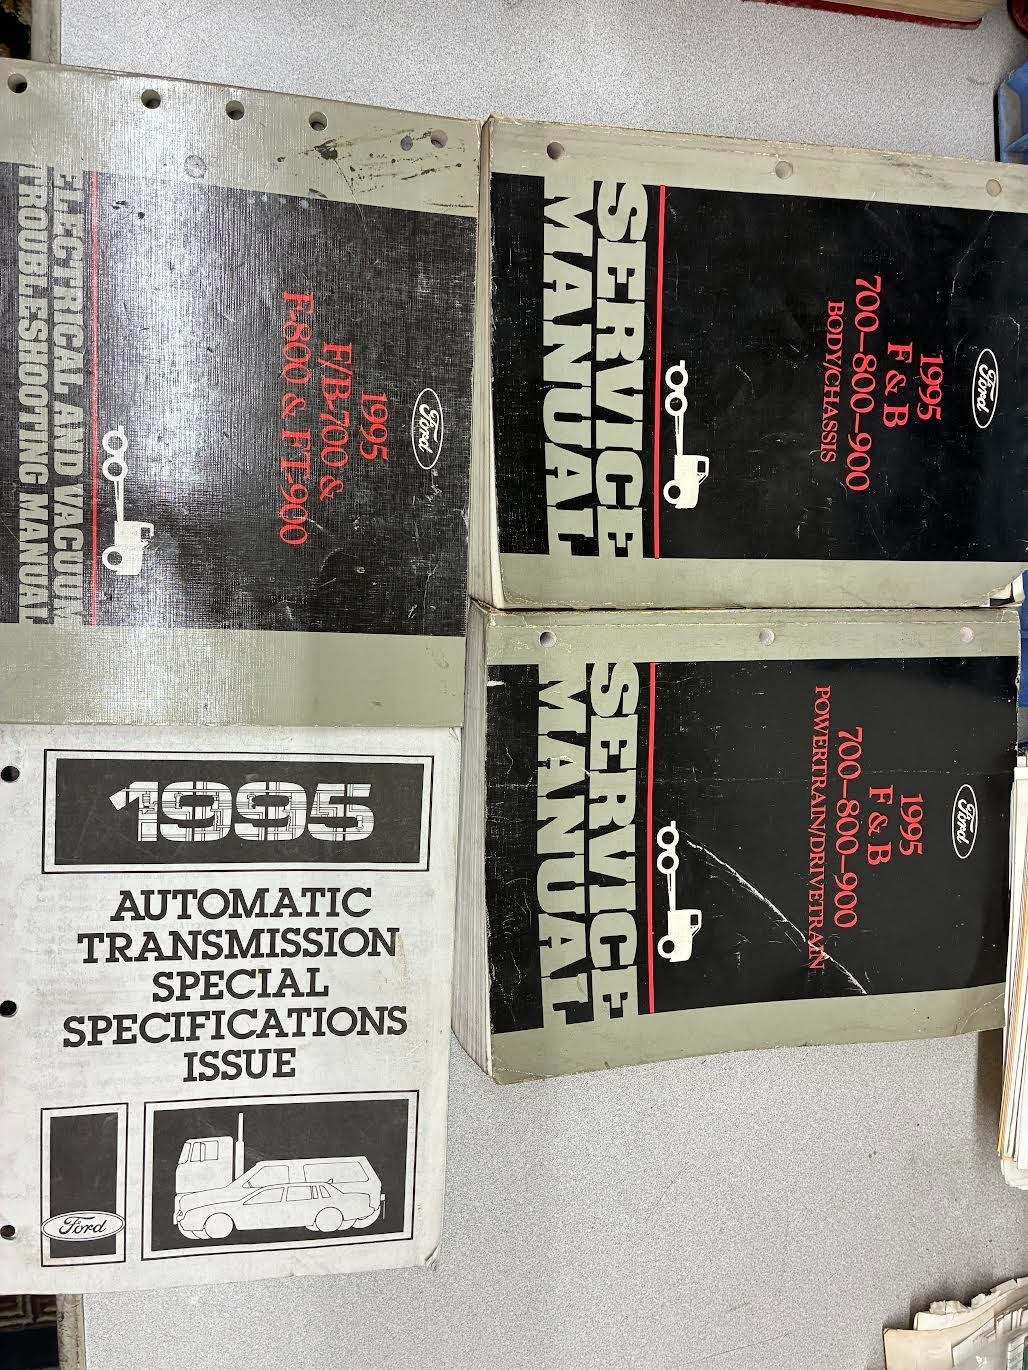 Ford
1995
F/B-700 &
F-800 & FT-900
ELECTRICAL AND VACUUM
TROUBLESHOOTING MANUAL
Ford
1995
F & B
700-800-900
BODY/CHASSIS
SERVICE
MANUAL
1995
AUTOMATIC
TRANSMISSION
SPECIAL
SPECIFICATIONS
ISSUE
Ford
Ford
1995
F & B
700-800-900
POWERTRAIN/DRIVETRAIN
SERVICE
MANUAL